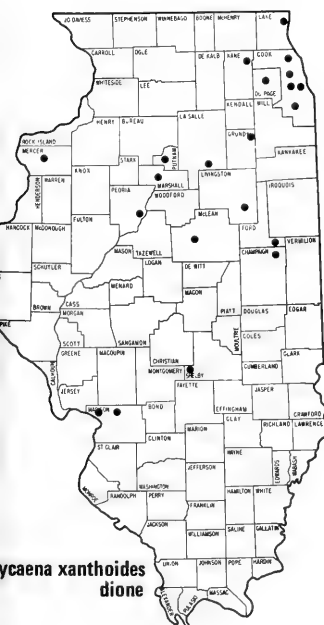 JO DAVIESS STEPHENSON WINNEBAGO BOONE McHENRY LAKE
CARROLL OGLE DE KALB KANE COOK
WHITESIDE LEE DU PAGE
KENDALL WILL
HENRY BUREAU LA SALLE
ROCK ISLAND GRUNDY
MERCER KANKAKEE
STARK PUTNAM
HENDERSON WARREN KNOX MARSHALL LIVINGSTON
PEORIA WOODFORD IROQUOIS
FULTON McLEAN FORD
HANCOCK McDONOUGH MASON TAZEWELL
LOGAN DE WITT CHAMPAIGN VERMILION
SCHUYLER MENARD
MACON PIATT
BROWN CASS DOUGLAS EDGAR
PIKE MORGAN MOULTRIE COLES
SCOTT SANGAMON CHRISTIAN CLARK
GREENE MACOUPIN MONTGOMERY SHELBY CUMBERLAND
CALHOUN JERSEY FAYETTE EFFINGHAM JASPER
CRAWFORD
MADISON BOND CLAY RICHLAND LAWRENCE
CLINTON MARION
ST CLAIR WAYNE EDWARDS WABASH
WASHINGTON JEFFERSON
MONROE RANDOLPH PERRY HAMILTON WHITE
FRANKLIN
JACKSON SALINE GALLATIN
WILLIAMSON
UNION JOHNSON POPE HARDIN
ALEXANDER PULASKI MASSAC
ycaena xanthoides
dione